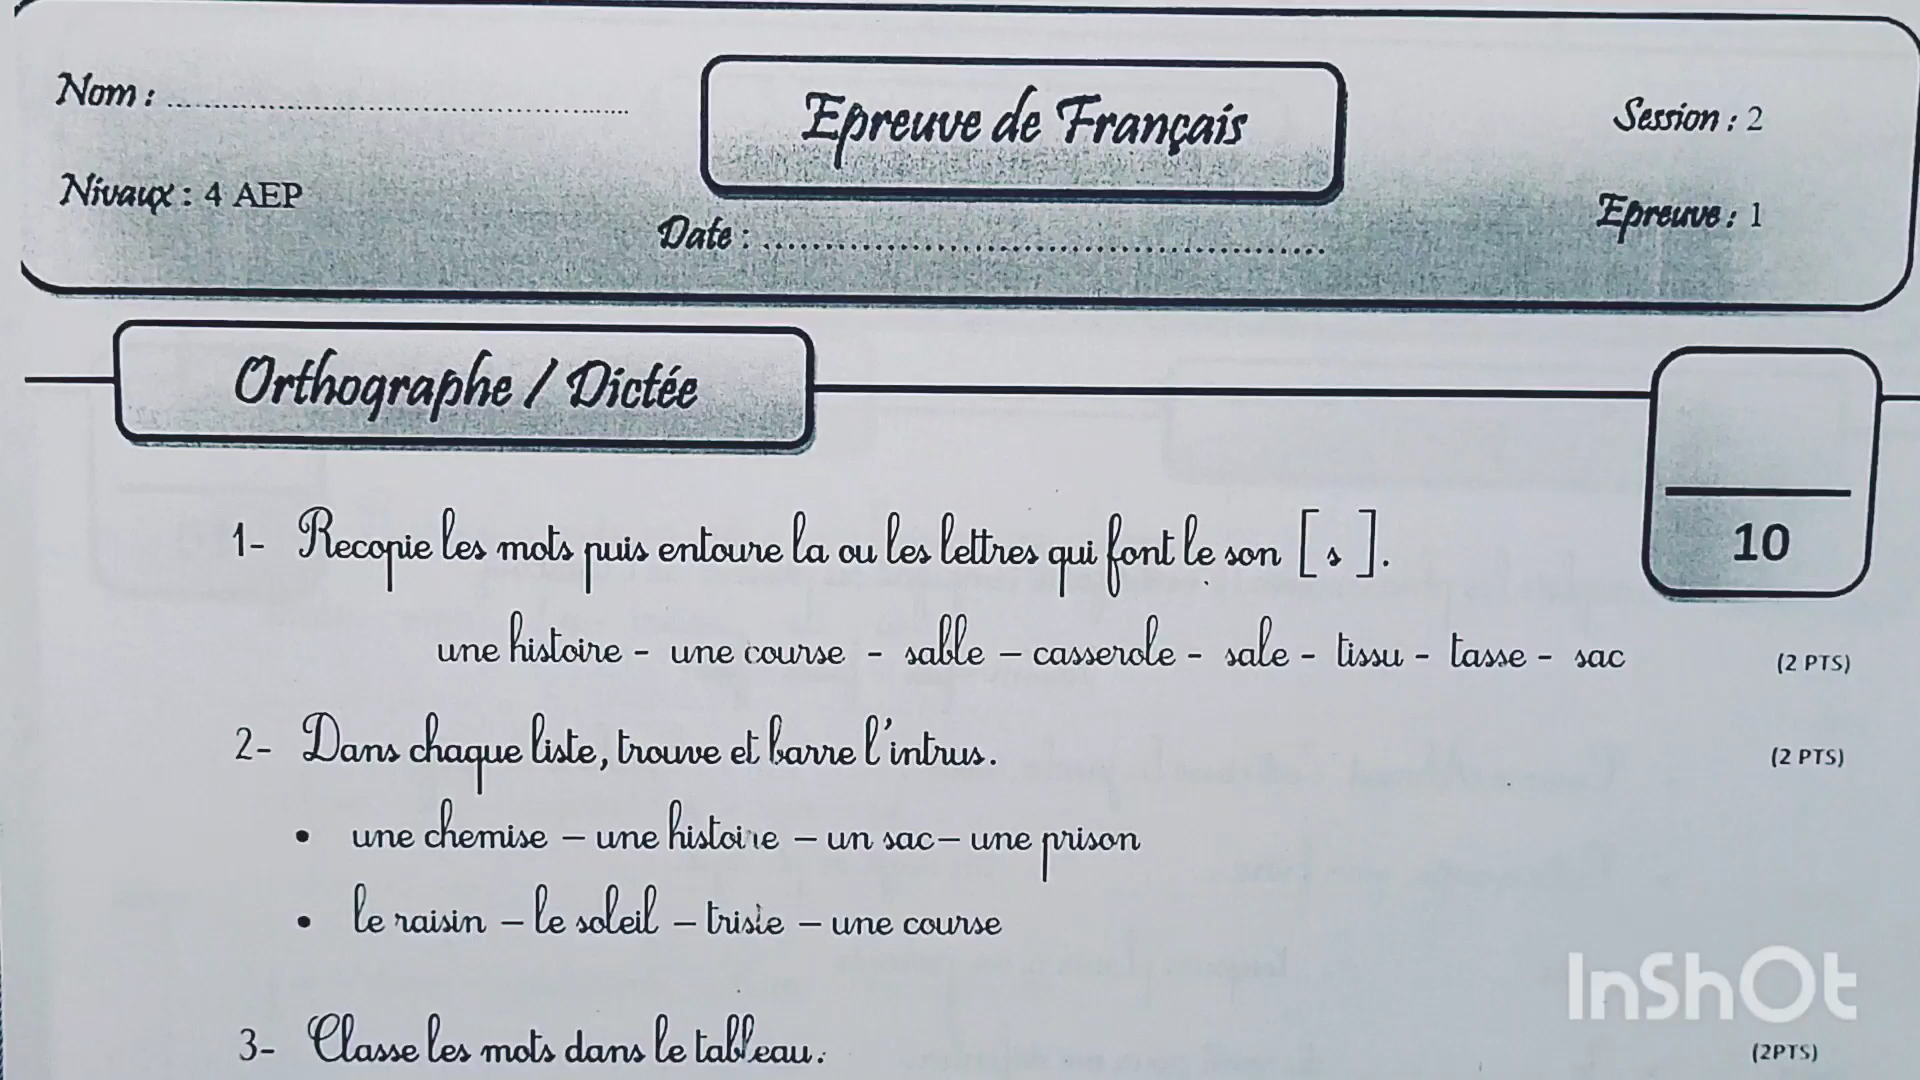 Nom : ........................................................
Epreuve de Français
Session : 2
Nivaux : 4 AEP
Date : ........................................................
Epreuve : 1
Orthographe / Dictée
10
1- Recopie les mots puis entoure la ou les lettres qui font le son [ s ].
une histoire - une course - sable – casserole - sale - tissu - tasse - sac (2 PTS)
2- Dans chaque liste, trouve et barre l'intrus. (2 PTS)
• une chemise – une histoire – un sac – une prison
• le raisin – le soleil – triste – une course
InShOt
3- Classe les mots dans le tableau. (2PTS)